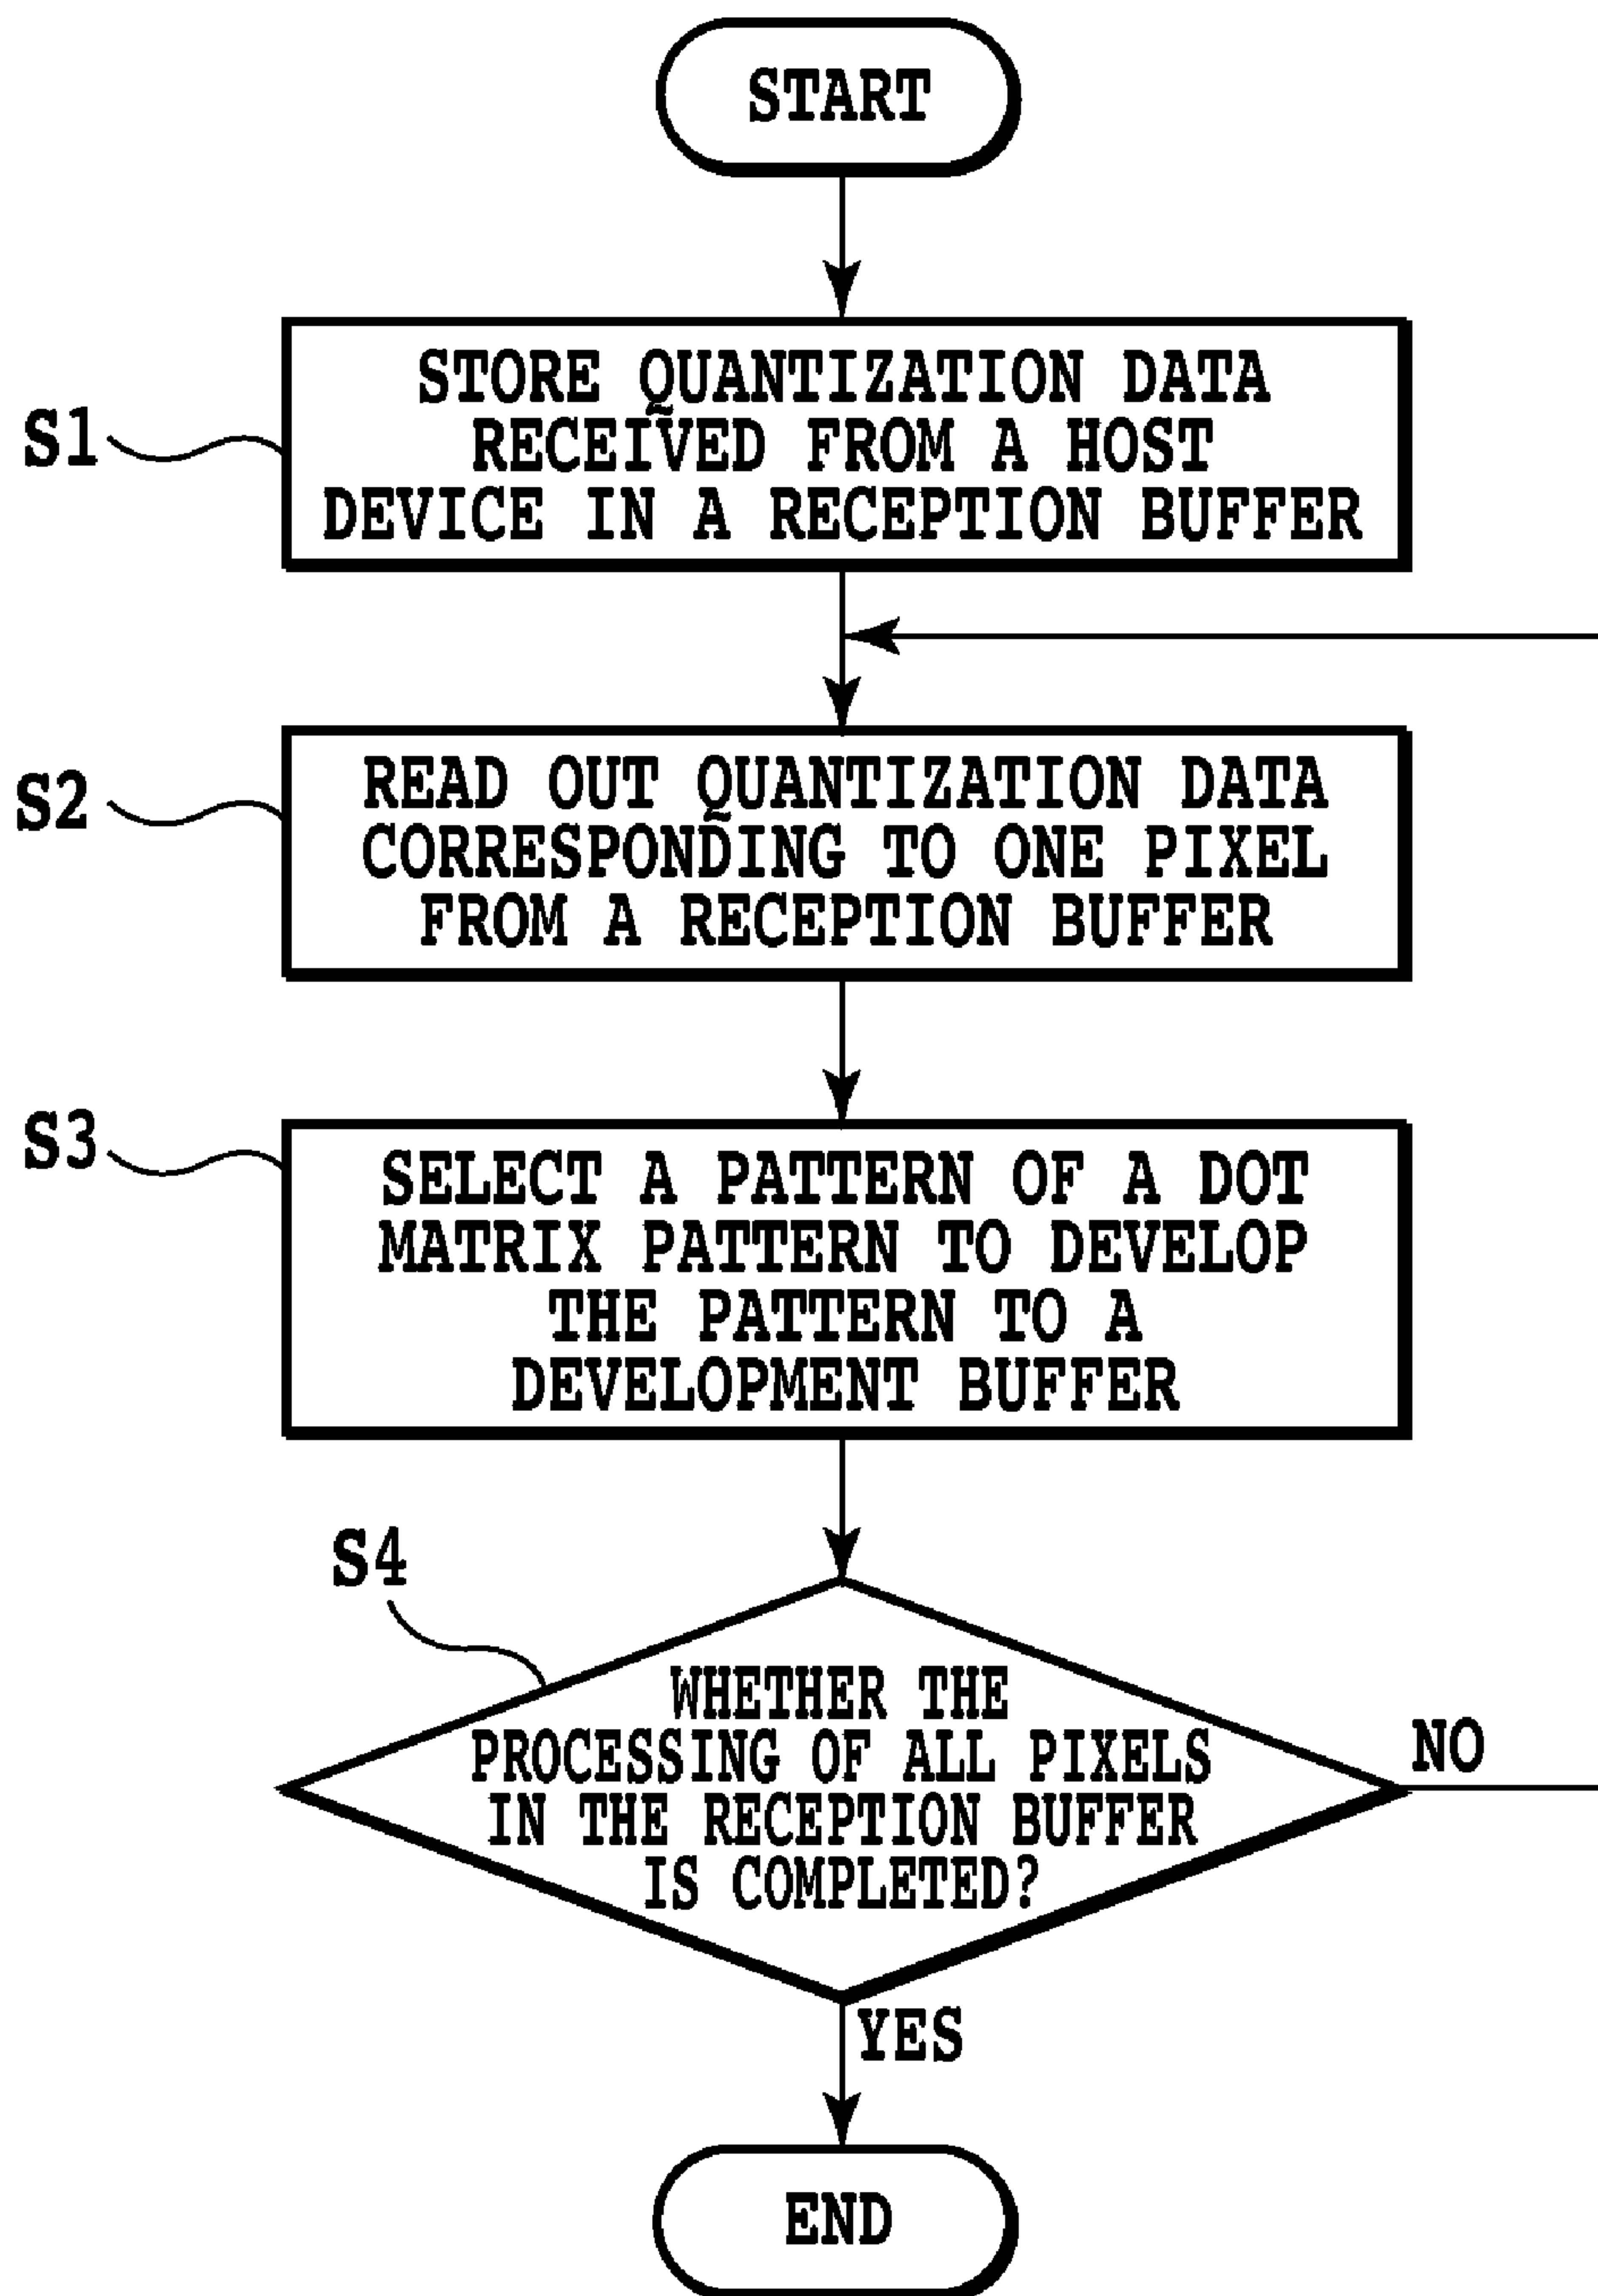 START
S1
STORE QUANTIZATION DATA
RECEIVED FROM A HOST
DEVICE IN A RECEPTION BUFFER
S2
READ OUT QUANTIZATION DATA
CORRESPONDING TO ONE PIXEL
FROM A RECEPTION BUFFER
S3
SELECT A PATTERN OF A DOT
MATRIX PATTERN TO DEVELOP
THE PATTERN TO A
DEVELOPMENT BUFFER
S4
WHETHER THE
PROCESSING OF ALL PIXELS
IN THE RECEPTION BUFFER
IS COMPLETED?
NO
YES
END